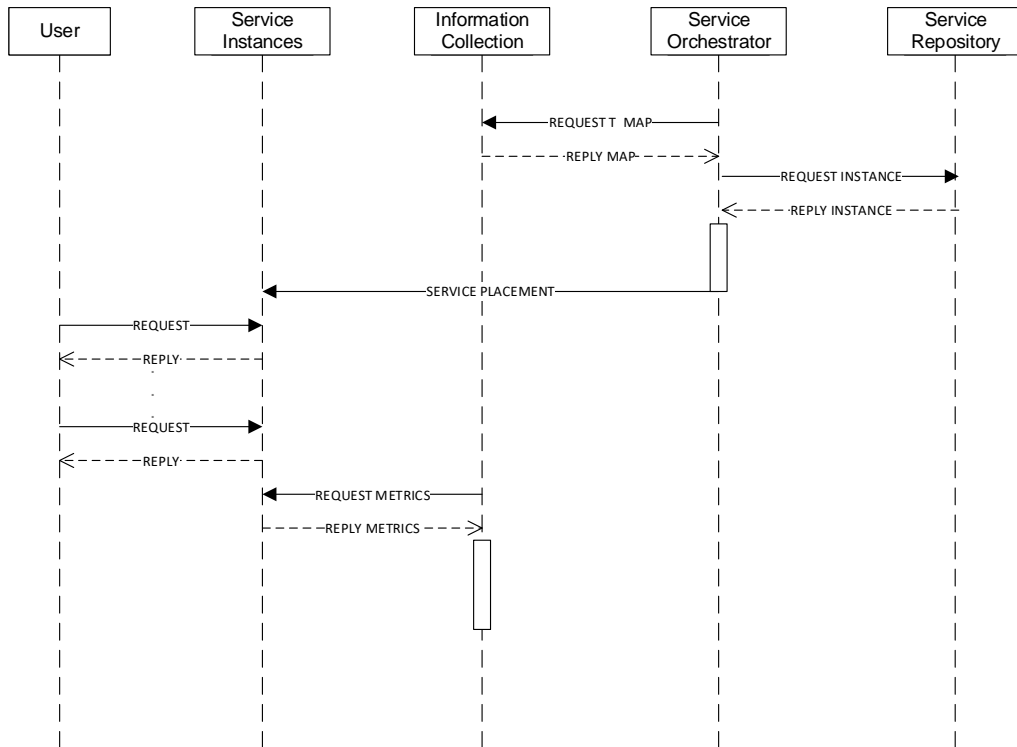 User
Service
Instances
Information
Collection
Service
Orchestrator
Service
Repository
REQUEST T MAP
REPLY MAP
REQUEST INSTANCE
REPLY INSTANCE
SERVICE PLACEMENT
REQUEST
REPLY
REQUEST
REPLY
REQUEST METRICS
REPLY METRICS